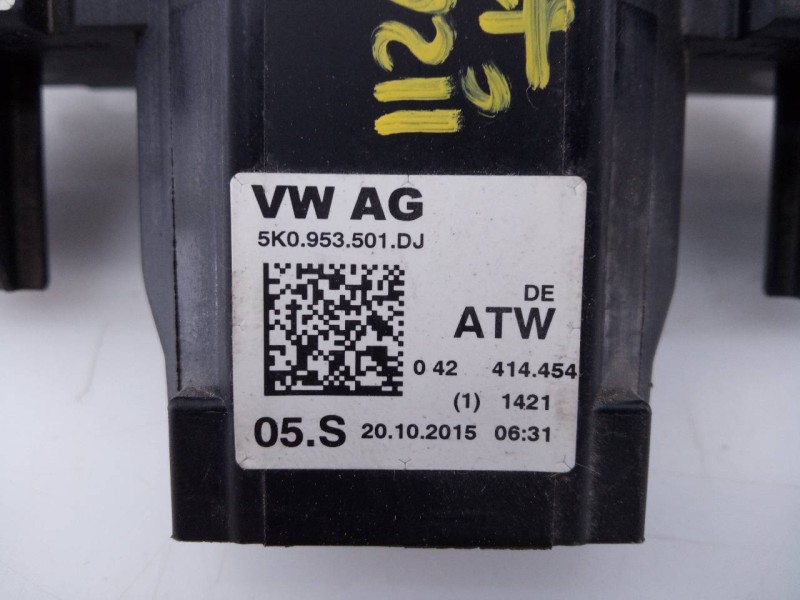 VW AG
5K0.953.501.DJ
DE
ATW
0 42 414.454
(1) 1421
05.S 20.10.2015 06:31